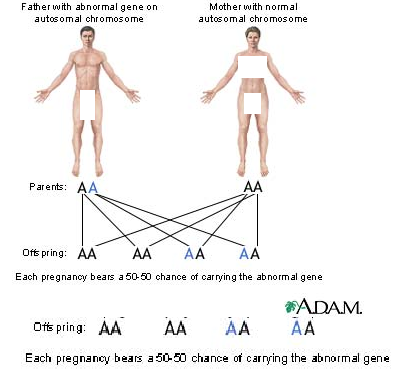 Father with abnormal gene on
autosomal chromosome
Mother with normal
autosomal chromosome
Parents: AA AA
Offspring: AA AA AA AA
Each pregnancy bears a 50-50 chance of carrying the abnormal gene
A.D.A.M.
Offspring: AA AA AA AA
Each pregnancy bears a 50-50 chance of carrying the abnormal gene